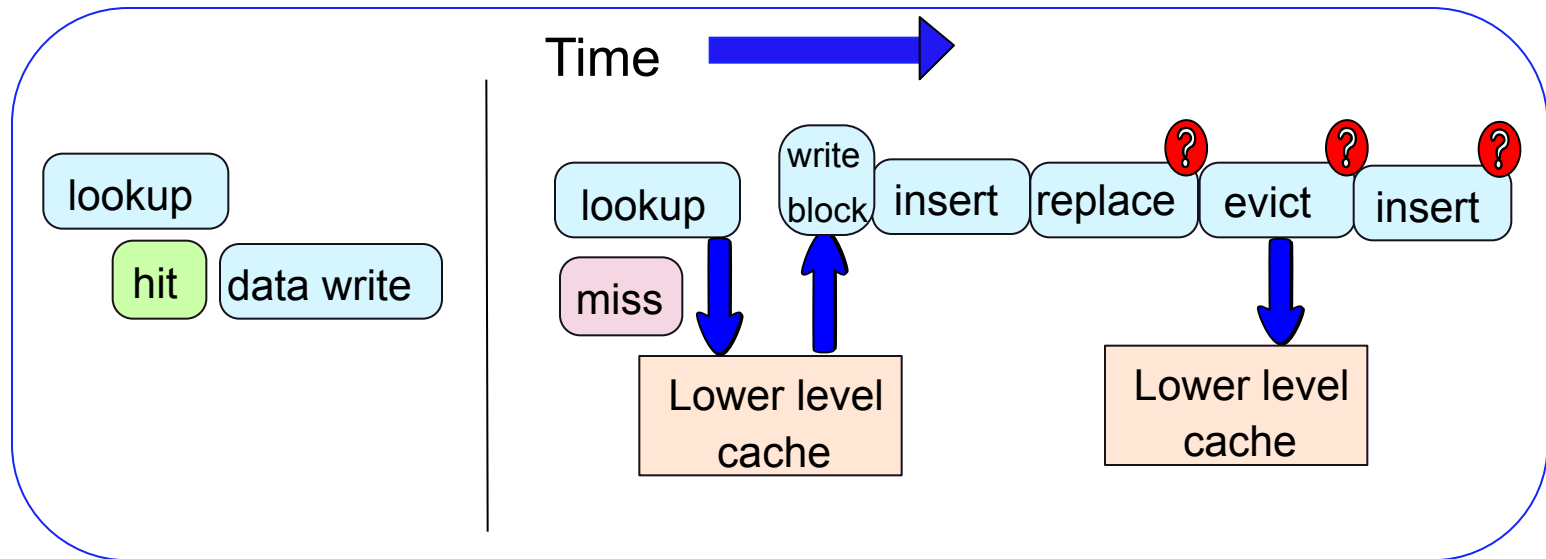 Time
lookup
hit
data write
lookup
miss
write
block
insert
replace
?
evict
?
insert
?
Lower level
cache
Lower level
cache